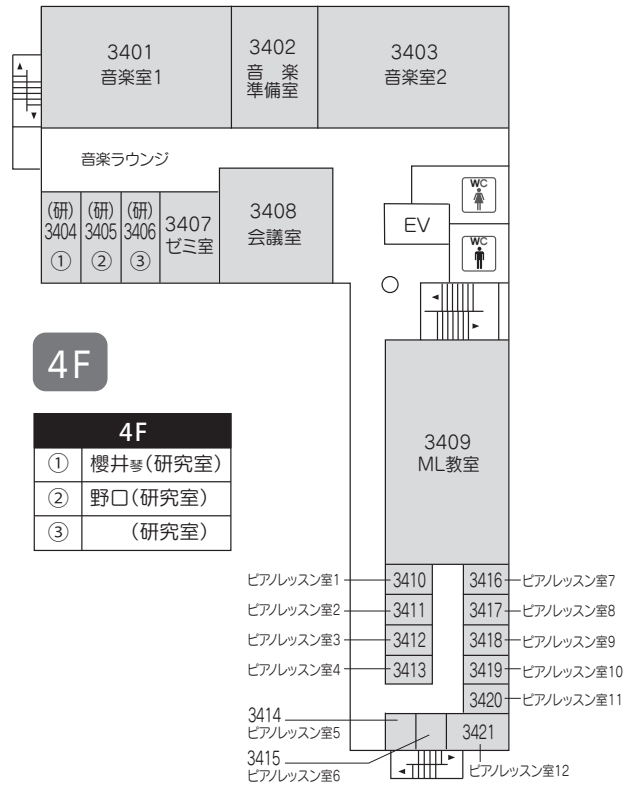 3401
音楽室1
3402
音 楽
準備室
3403
音楽室2
音楽ラウンジ
(研)
3404
①
(研)
3405
②
(研)
3406
③
3407
ゼミ室
3408
会議室
EV
WC
WC
4F
4F
① 櫻井琴(研究室)
② 野口(研究室)
③ (研究室)
3409
ML教室
ピアノレッスン室1 3410
3416 ピアノレッスン室7
ピアノレッスン室2 3411
3417 ピアノレッスン室8
ピアノレッスン室3 3412
3418 ピアノレッスン室9
ピアノレッスン室4 3413
3419 ピアノレッスン室10
3420 ピアノレッスン室11
3414
ピアノレッスン室5
3415
ピアノレッスン室6
3421
ピアノレッスン室12